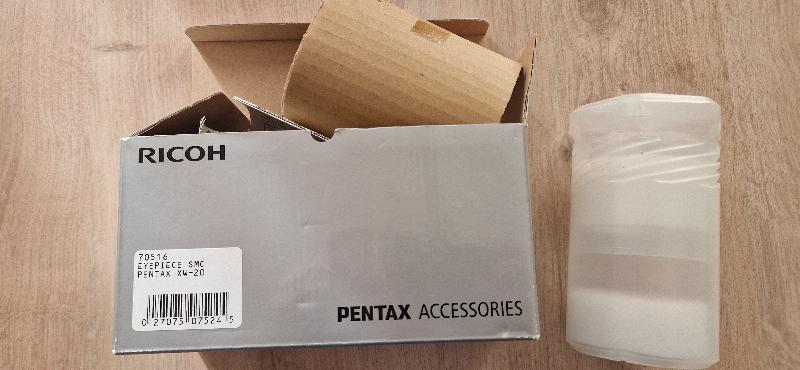 RICOH
70516
EYEPIECE SMC
PENTAX XW-20
0 27075 07524 5
PENTAX ACCESSORIES